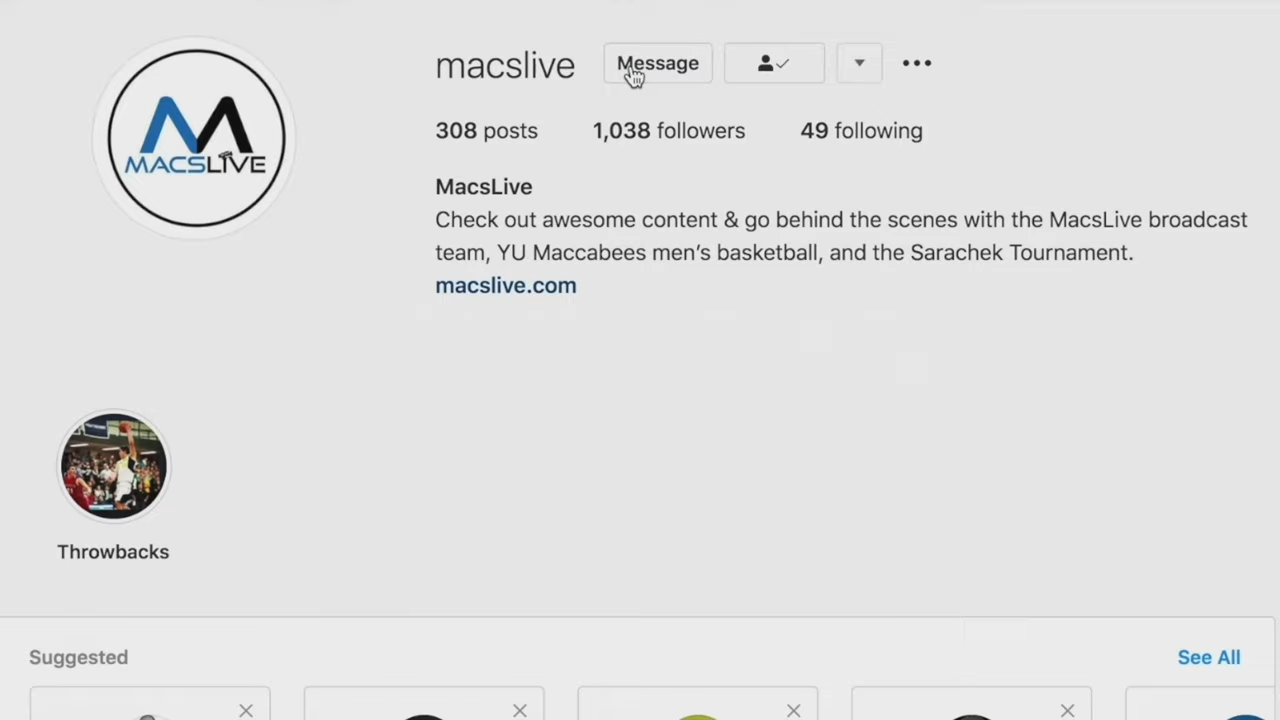 macslive Message
308 posts 1,038 followers 49 following
MACSLIVE
MacsLive
Check out awesome content & go behind the scenes with the MacsLive broadcast
team, YU Maccabees men’s basketball, and the Sarachek Tournament.
macslive.com
Throwbacks
Suggested See All